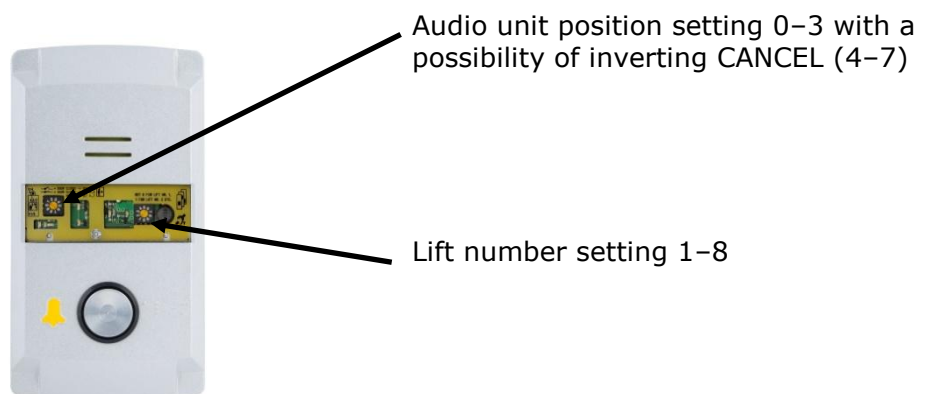 Audio unit position setting 0–3 with a
possibility of inverting CANCEL (4–7)
Lift number setting 1–8